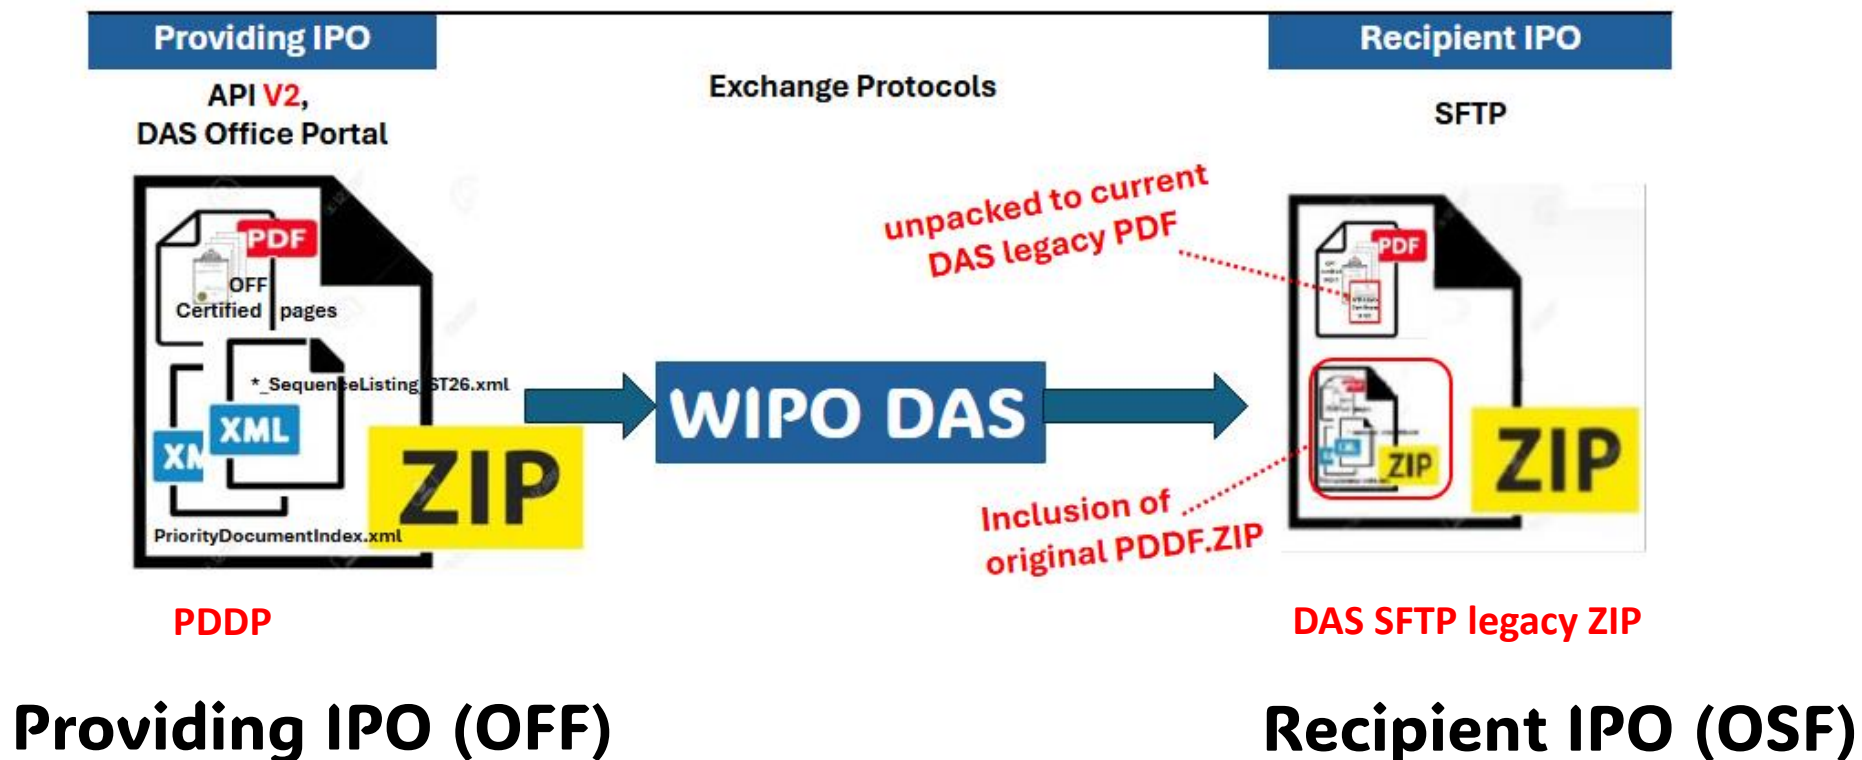 Providing IPO
Recipient IPO
API V2,
DAS Office Portal
Exchange Protocols
SFTP
unpacked to current
DAS legacy PDF
PDF
OFF
Certified pages
*_SequenceListing_ST26.xml
XML
XM
ZIP
PriorityDocumentIndex.xml
WIPO DAS
PDF
ZIP
ZIP
Inclusion of
original PDDF.ZIP
PDDP
DAS SFTP legacy ZIP
Providing IPO (OFF)
Recipient IPO (OSF)